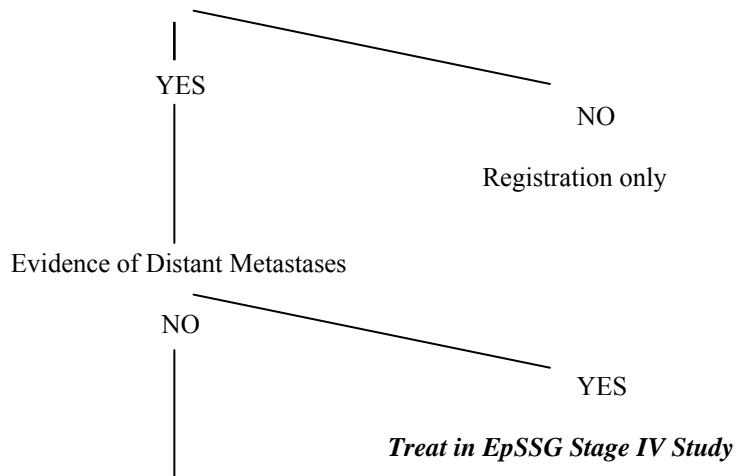 YES
NO
Registration only
Evidence of Distant Metastases
NO
YES
Treat in EpSSG Stage IV Study